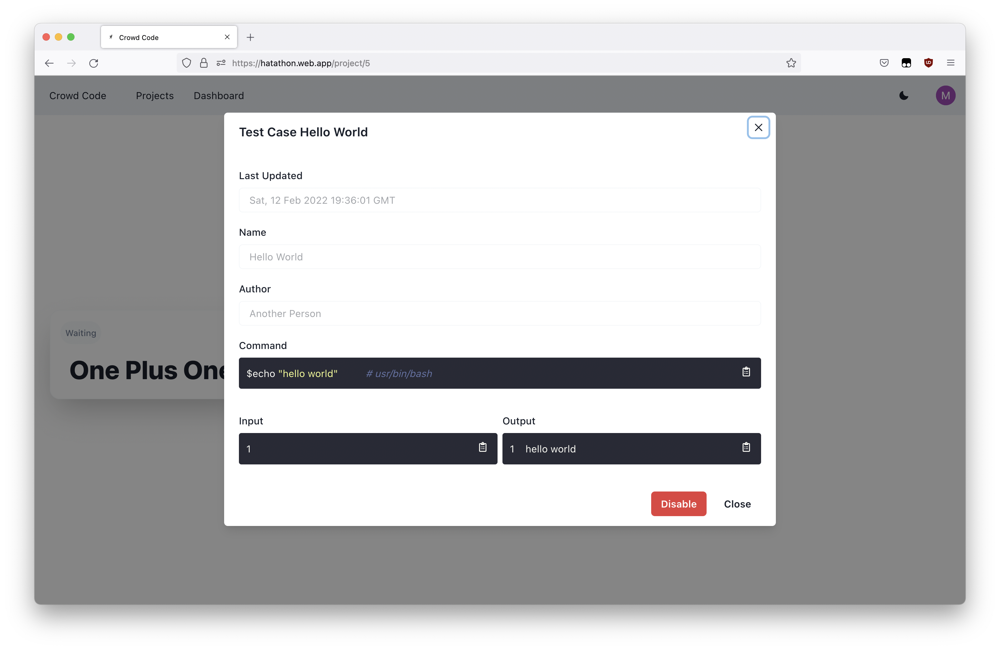 Crowd Code
https://hatathon.web.app/project/5
Crowd Code Projects Dashboard M
Test Case Hello World
Last Updated
Sat, 12 Feb 2022 19:36:01 GMT
Name
Hello World
Author
Another Person
Waiting
One Plus One
Command
$echo "hello world" # usr/bin/bash
Input
1
Output
1 hello world
Disable Close